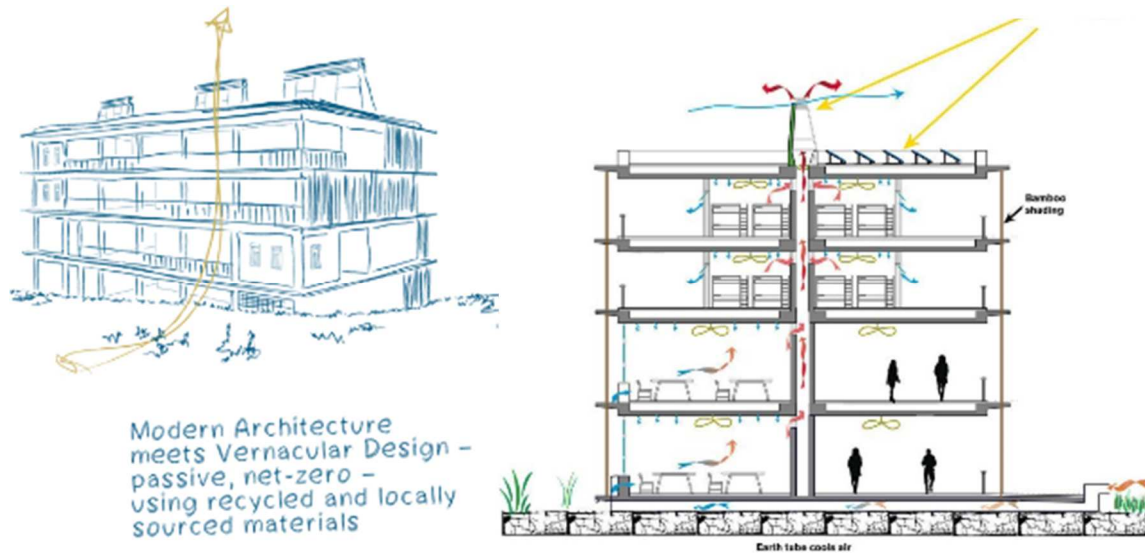 Modern Architecture
meets Vernacular Design –
passive, net-zero –
using recycled and locally
sourced materials
Bamboo
shading
Earth tube cools air